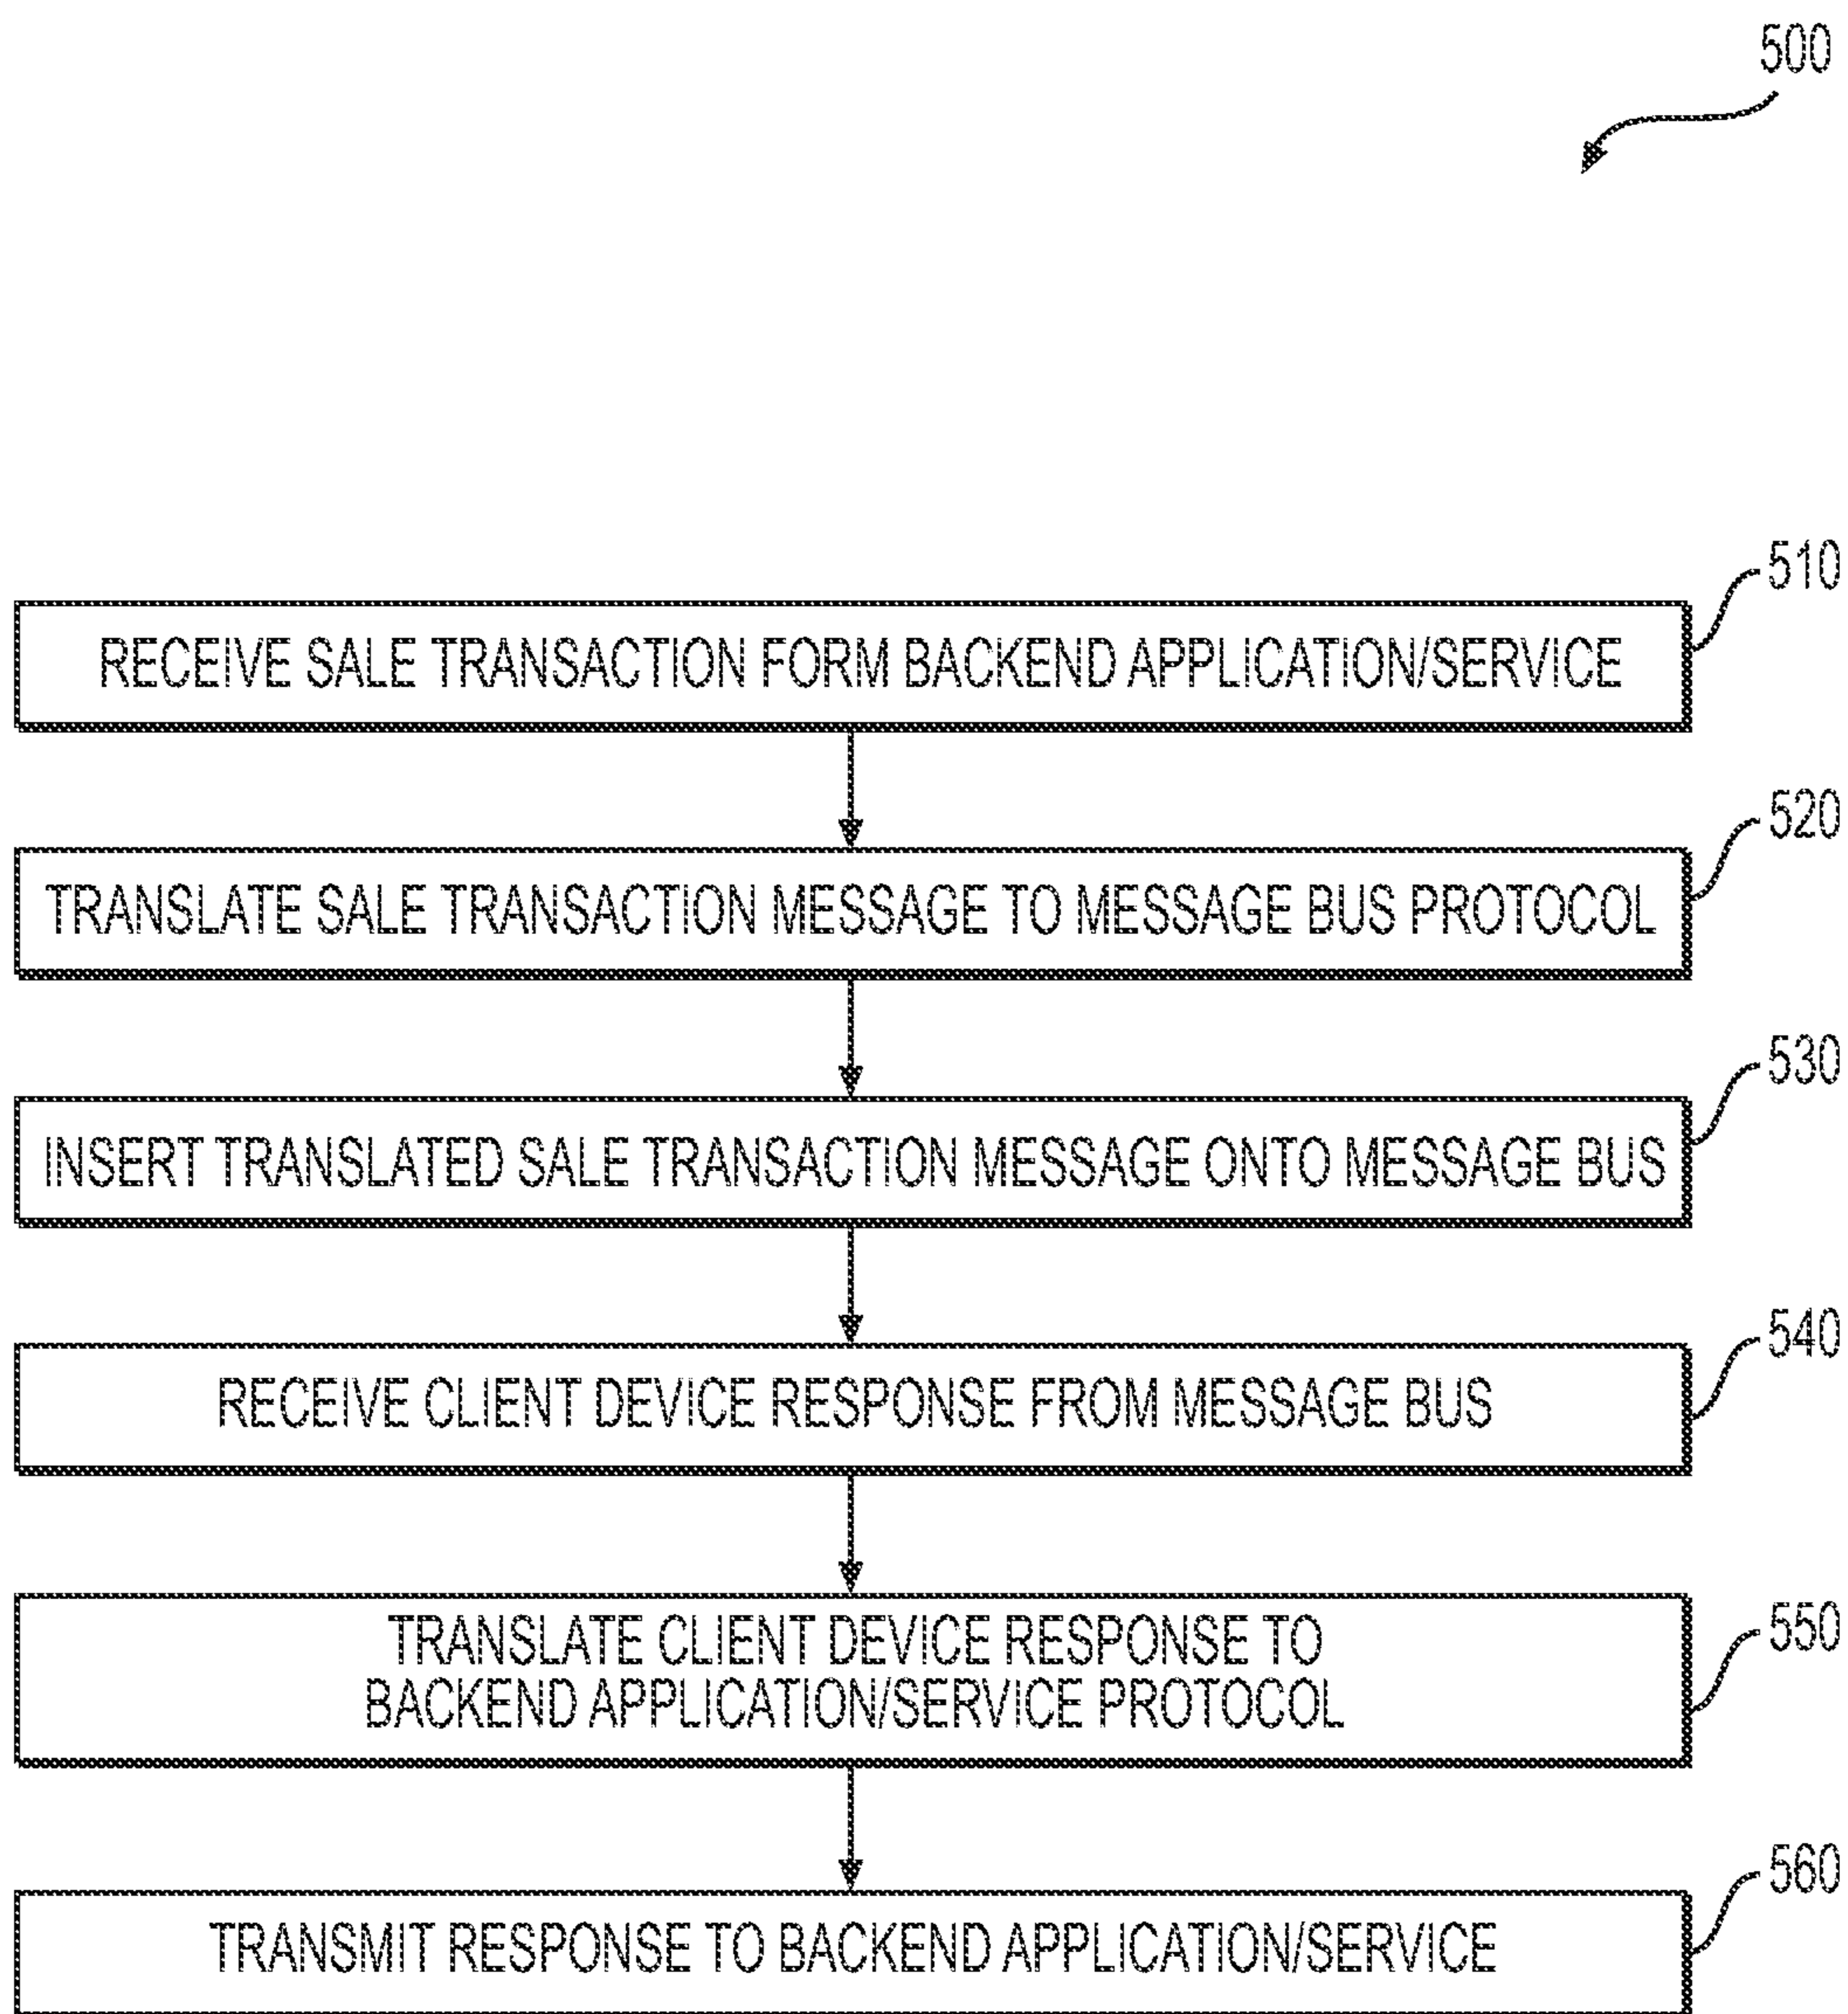 500
510
RECEIVE SALE TRANSACTION FORM BACKEND APPLICATION/SERVICE
520
TRANSLATE SALE TRANSACTION MESSAGE TO MESSAGE BUS PROTOCOL
530
INSERT TRANSLATED SALE TRANSACTION MESSAGE ONTO MESSAGE BUS
540
RECEIVE CLIENT DEVICE RESPONSE FROM MESSAGE BUS
550
TRANSLATE CLIENT DEVICE RESPONSE TO
BACKEND APPLICATION/SERVICE PROTOCOL
560
TRANSMIT RESPONSE TO BACKEND APPLICATION/SERVICE